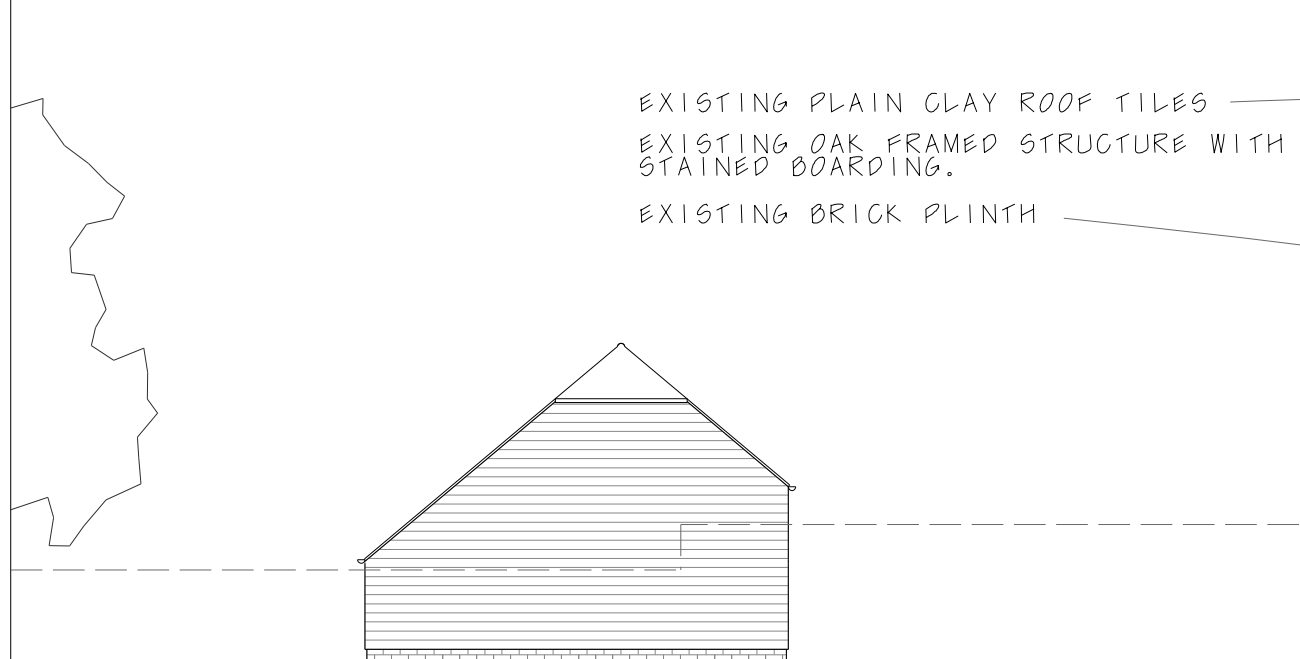 EXISTING PLAIN CLAY ROOF TILES
EXISTING OAK FRAMED STRUCTURE WITH
STAINED BOARDING.
EXISTING BRICK PLINTH